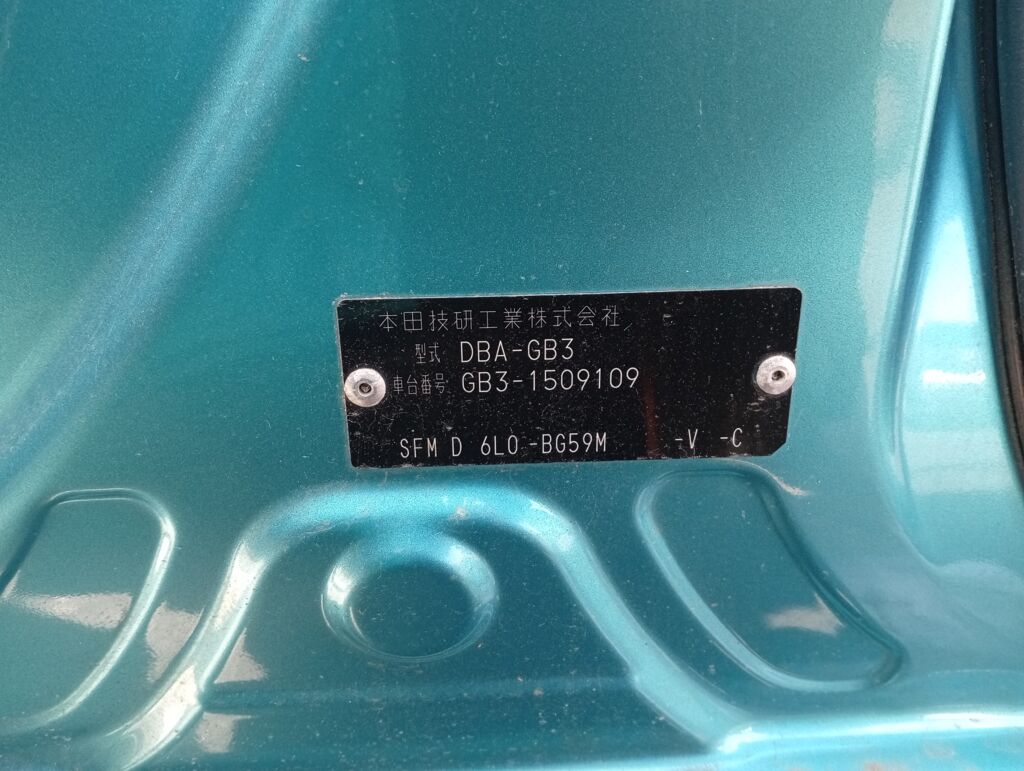 本田技研工業株式会社
型式 DBA-GB3
車台番号 GB3-1509109
SFM D 6L0 -BG59M -V -C